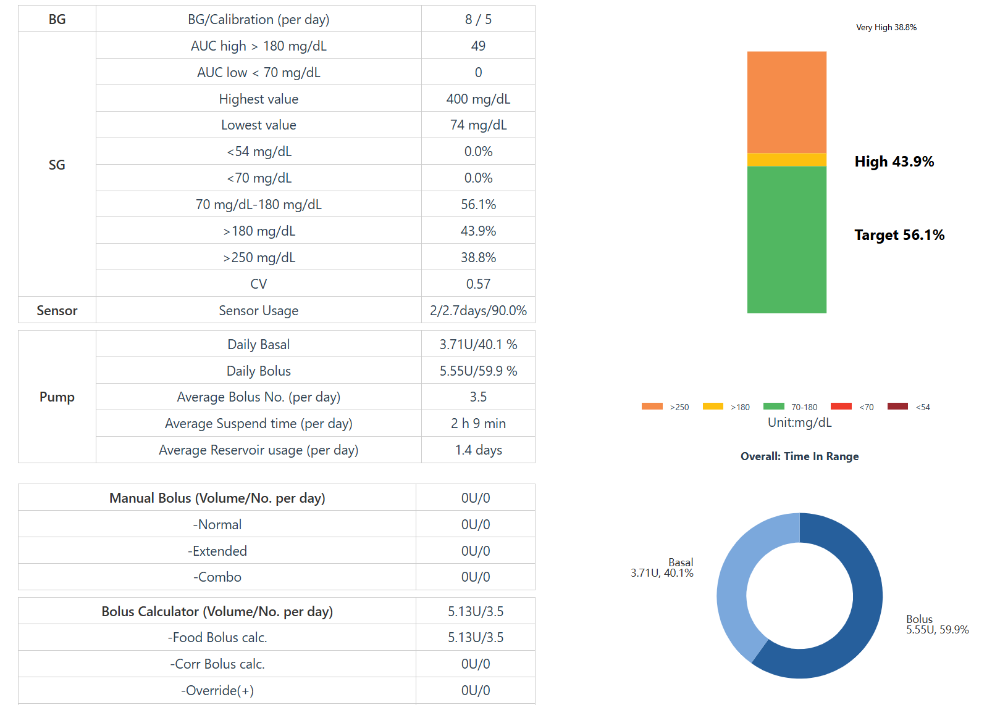 BG BG/Calibration (per day) 8 / 5
AUC high > 180 mg/dL 49
AUC low < 70 mg/dL 0
Highest value 400 mg/dL
Lowest value 74 mg/dL
<54 mg/dL 0.0%
SG
<70 mg/dL 0.0%
70 mg/dL-180 mg/dL 56.1%
>180 mg/dL 43.9%
>250 mg/dL 38.8%
CV 0.57
Sensor Sensor Usage 2/2.7days/90.0%
Daily Basal 3.71U/40.1 %
Daily Bolus 5.55U/59.9 %
Pump Average Bolus No. (per day) 3.5
Average Suspend time (per day) 2 h 9 min
Average Reservoir usage (per day) 1.4 days
Manual Bolus (Volume/No. per day) 0U/0
-Normal 0U/0
-Extended 0U/0
-Combo 0U/0
Bolus Calculator (Volume/No. per day) 5.13U/3.5
-Food Bolus calc. 5.13U/3.5
-Corr Bolus calc. 0U/0
-Override(+) 0U/0
Very High 38.8%
High 43.9%
Target 56.1%
>250 >180 70-180 <70 <54
Unit:mg/dL
Overall: Time In Range
Basal
3.71U, 40.1%
Bolus
5.55U, 59.9%